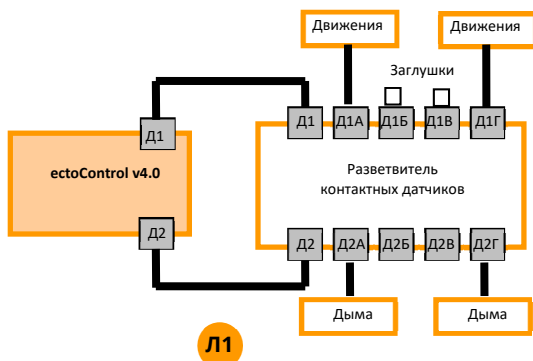 Движения
Движения
Заглушки
Д1
Д1
Д1А
Д1Б
Д1В
Д1Г
ectoControl v4.0
Разветвитель
контактных датчиков
Д2
Д2
Д2А
Д2Б
Д2В
Д2Г
Дыма
Дыма
Л1